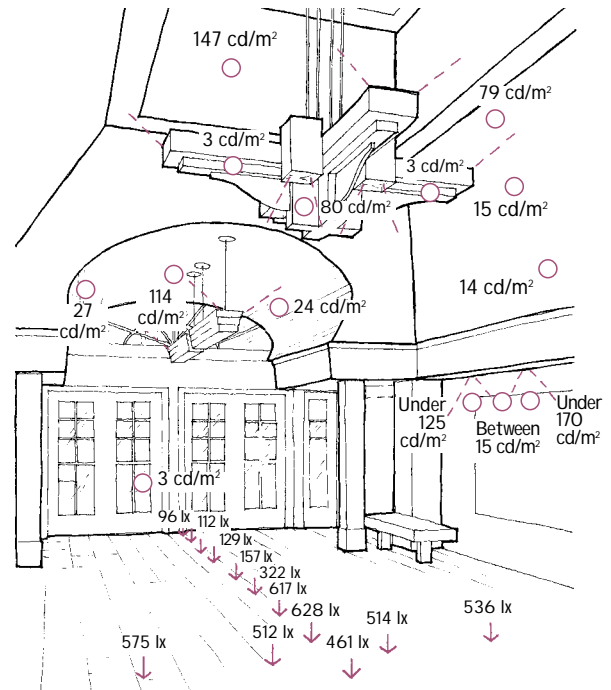 147 cd/m²
79 cd/m²
3 cd/m²
3 cd/m²
80 cd/m²
15 cd/m²
14 cd/m²
27
cd/m²
114
cd/m²
24 cd/m²
Under
125
cd/m²
Between
15 cd/m²
Under
170
cd/m²
3 cd/m²
96 lx
112 lx
129 lx
157 lx
322 lx
617 lx
628 lx
514 lx
536 lx
575 lx
512 lx
461 lx